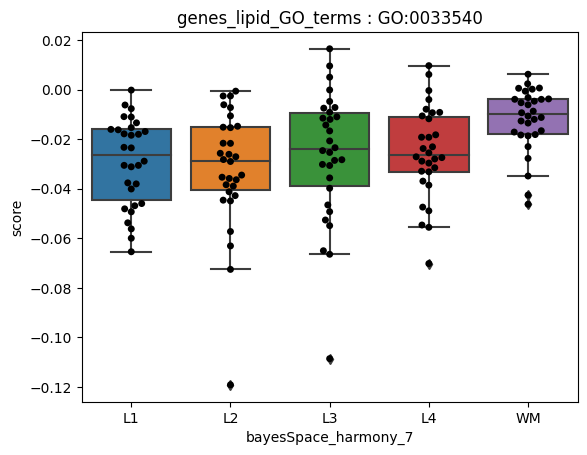 genes_lipid_GO_terms : GO:0033540
0.02
0.00
−0.02
−0.04
−0.06
−0.08
−0.10
−0.12
score
L1 L2 L3 L4 WM
bayesSpace_harmony_7